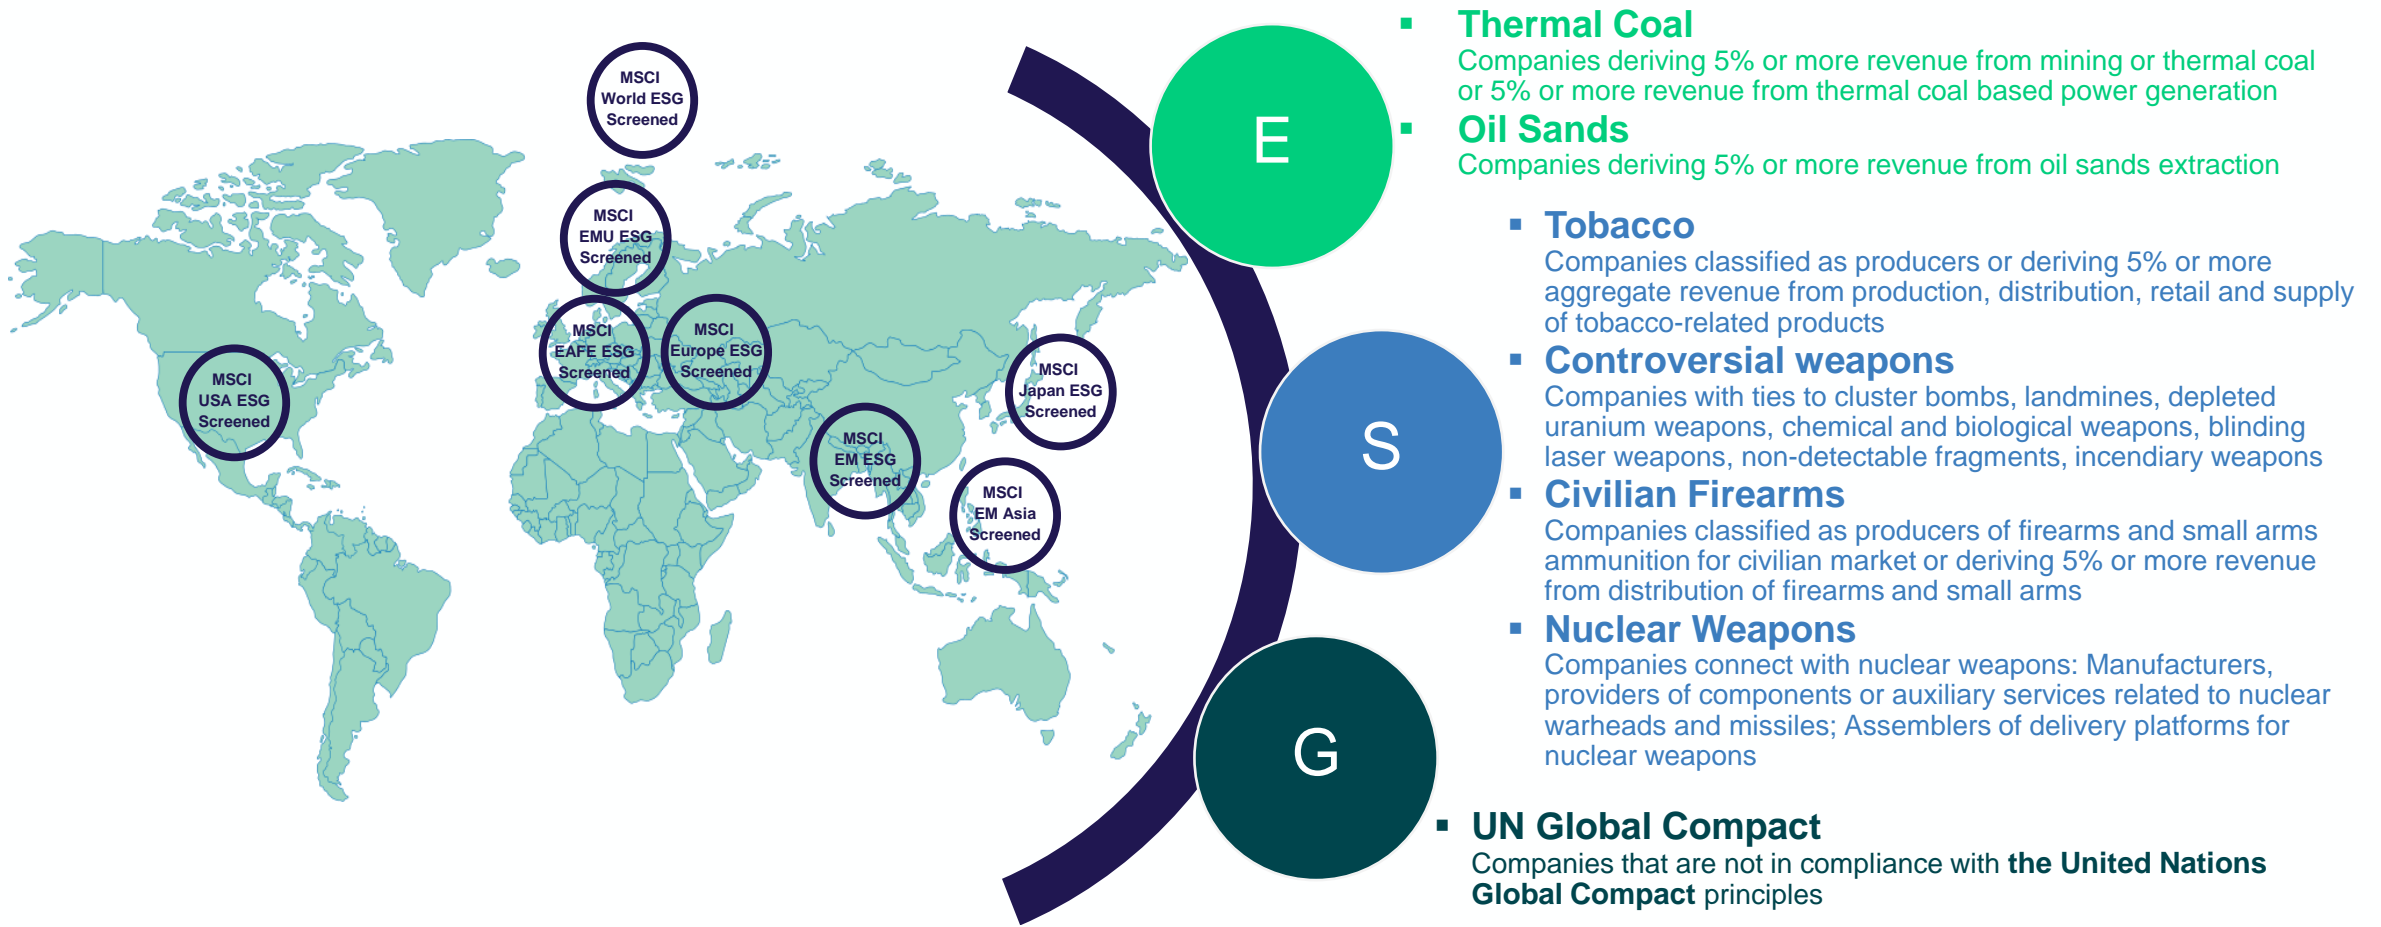 MSCI
World ESG
Screened
MSCI
EMU ESG
Screened
MSCI
EAFE ESG
Screened
MSCI
Europe ESG
Screened
MSCI
USA ESG
Screened
MSCI
Japan ESG
Screened
MSCI
EM ESG
Screened
MSCI
EM Asia
Screened
E
▪ Thermal Coal
Companies deriving 5% or more revenue from mining or thermal coal
or 5% or more revenue from thermal coal based power generation
▪ Oil Sands
Companies deriving 5% or more revenue from oil sands extraction
S
▪ Tobacco
Companies classified as producers or deriving 5% or more
aggregate revenue from production, distribution, retail and supply
of tobacco-related products
▪ Controversial weapons
Companies with ties to cluster bombs, landmines, depleted
uranium weapons, chemical and biological weapons, blinding
laser weapons, non-detectable fragments, incendiary weapons
▪ Civilian Firearms
Companies classified as producers of firearms and small arms
ammunition for civilian market or deriving 5% or more revenue
from distribution of firearms and small arms
▪ Nuclear Weapons
Companies connect with nuclear weapons: Manufacturers,
providers of components or auxiliary services related to nuclear
warheads and missiles; Assemblers of delivery platforms for
nuclear weapons
G
▪ UN Global Compact
Companies that are not in compliance with the United Nations
Global Compact principles